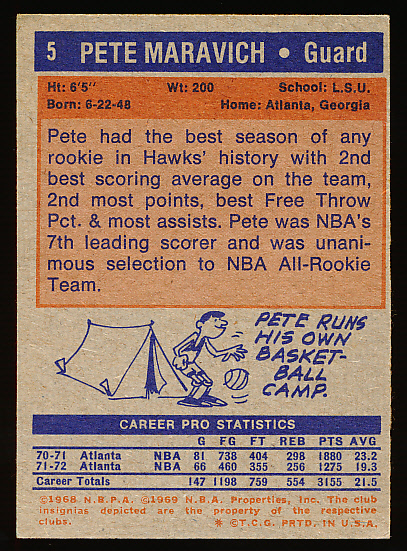 5 PETE MARAVICH • Guard
Ht: 6'5" Wt: 200 School: L.S.U.
Born: 6-22-48 Home: Atlanta, Georgia
Pete had the best season of any
rookie in Hawks' history with 2nd
best scoring average on the team,
2nd most points, best Free Throw
Pct. & most assists. Pete was NBA's
7th leading scorer and was unani-
mous selection to NBA All-Rookie
Team.
PETE RUNS
HIS OWN
BASKET-
BALL
CAMP.
CAREER PRO STATISTICS
G FG FT REB PTS AVG
70-71 Atlanta NBA 81 738 404 298 1880 23.2
71-72 Atlanta NBA 66 460 355 256 1275 19.3
Career Totals 147 1198 759 554 3155 21.5
©1968 N.B.P.A. ©1969 N.B.A. Properties, Inc. The club
insignias depicted are the property of the respective
clubs. * ©T.C.G. PRTD. IN U.S.A.